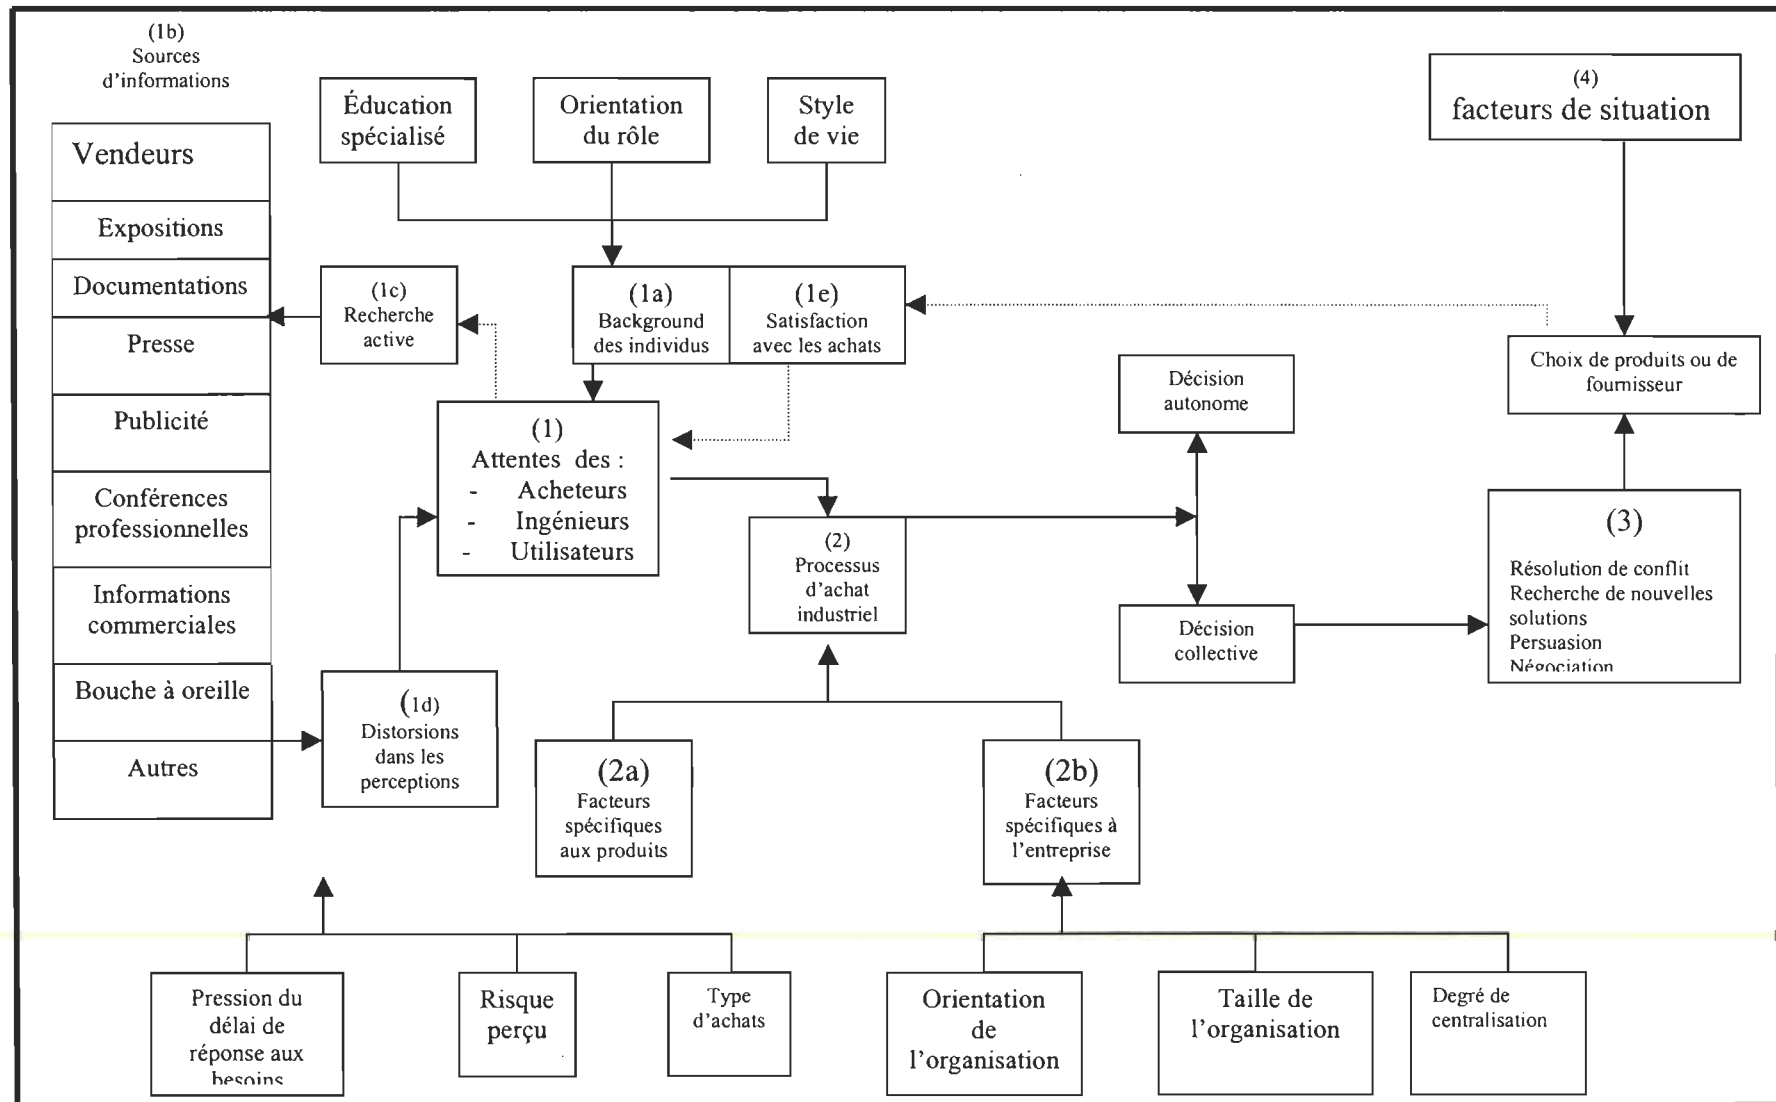 (1b)
Sources
d'informations
Vendeurs
Expositions
Documentations
Presse
Publicité
Conférences
professionnelles
Informations
commerciales
Bouche à oreille
Autres
Éducation
spécialisé
Orientation
du rôle
Style
de vie
(4)
facteurs de situation
(1c)
Recherche
active
(1a)
Background
des individus
(1e)
Satisfaction
avec les achats
Choix de produits ou de
fournisseur
Décision
autonome
(1)
Attentes des :
- Acheteurs
- Ingénieurs
- Utilisateurs
(2)
Processus
d'achat
industriel
(3)
Résolution de conflit
Recherche de nouvelles
solutions
Persuasion
Négociation
Décision
collective
(1d)
Distorsions
dans les
perceptions
(2a)
Facteurs
spécifiques
aux produits
(2b)
Facteurs
spécifiques à
l'entreprise
Pression du
délai de
réponse aux
besoins
Risque
perçu
Type
d'achats
Orientation
de
l'organisation
Taille de
l'organisation
Degré de
centralisation